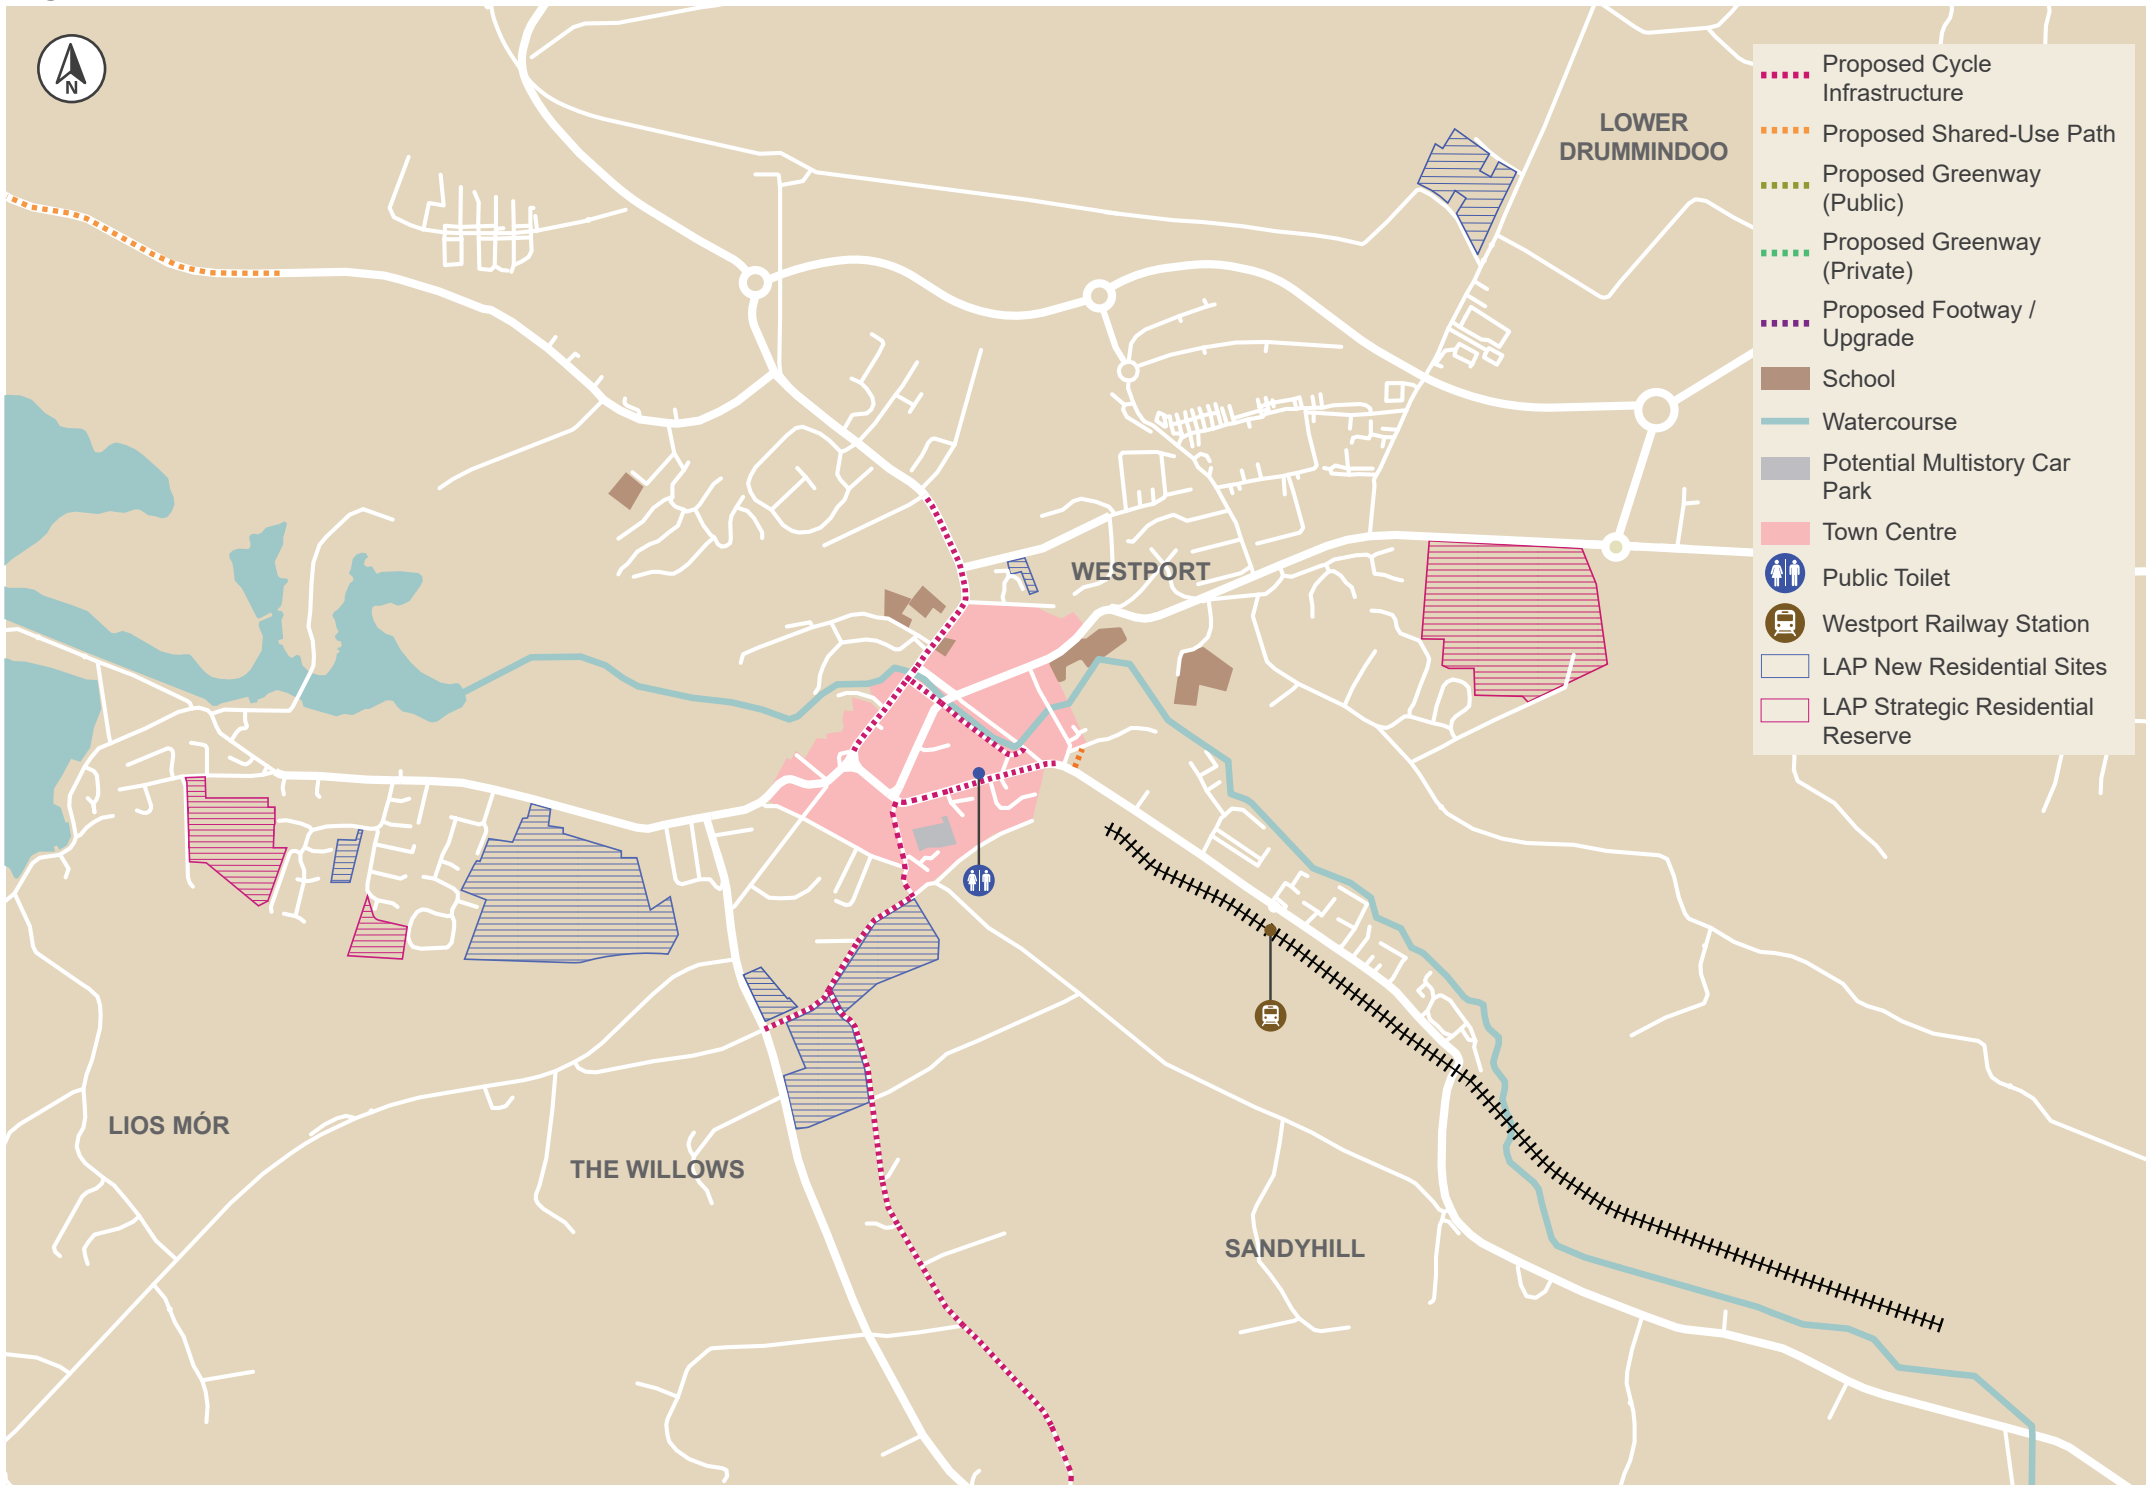 N
LOWER
DRUMMINDOO
WESTPORT
LIOS MÓR
THE WILLOWS
SANDYHILL
Proposed Cycle
Infrastructure
Proposed Shared-Use Path
Proposed Greenway
(Public)
Proposed Greenway
(Private)
Proposed Footway /
Upgrade
School
Watercourse
Potential Multistory Car
Park
Town Centre
Public Toilet
Westport Railway Station
LAP New Residential Sites
LAP Strategic Residential
Reserve